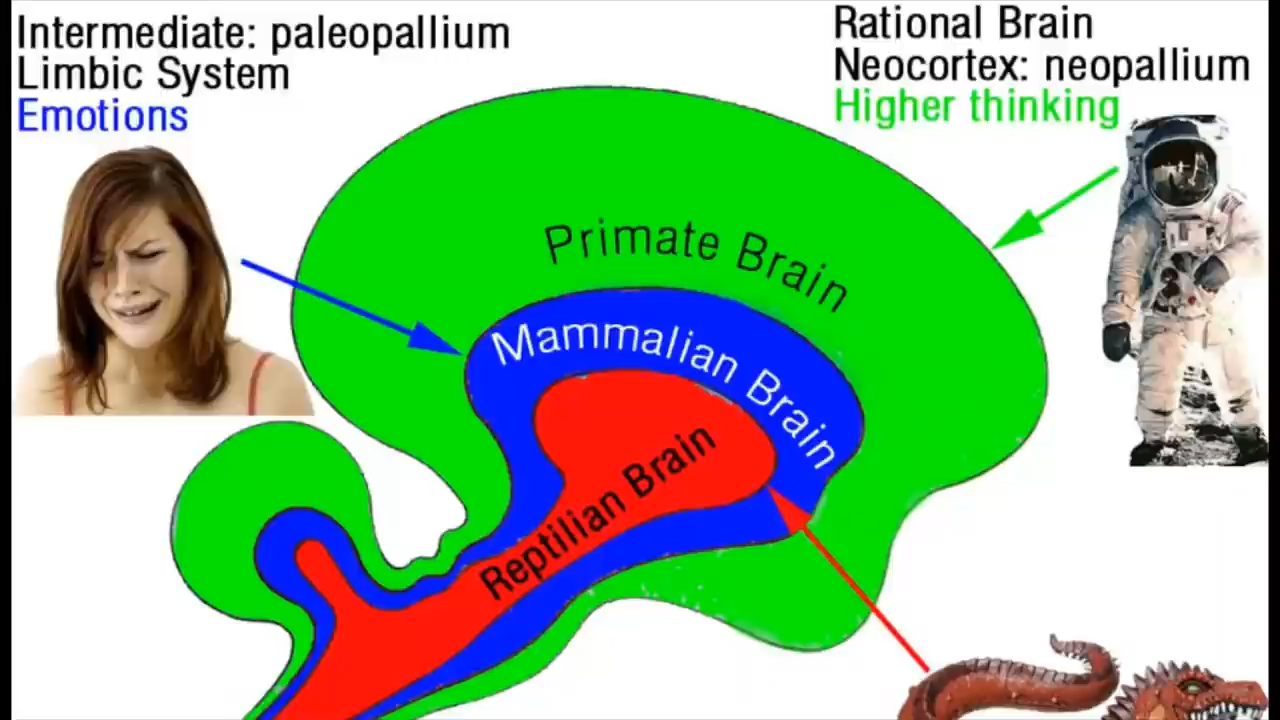 Intermediate: paleopallium
Limbic System
Emotions
Rational Brain
Neocortex: neopallium
Higher thinking
Primate Brain
Mammalian Brain
Reptilian Brain